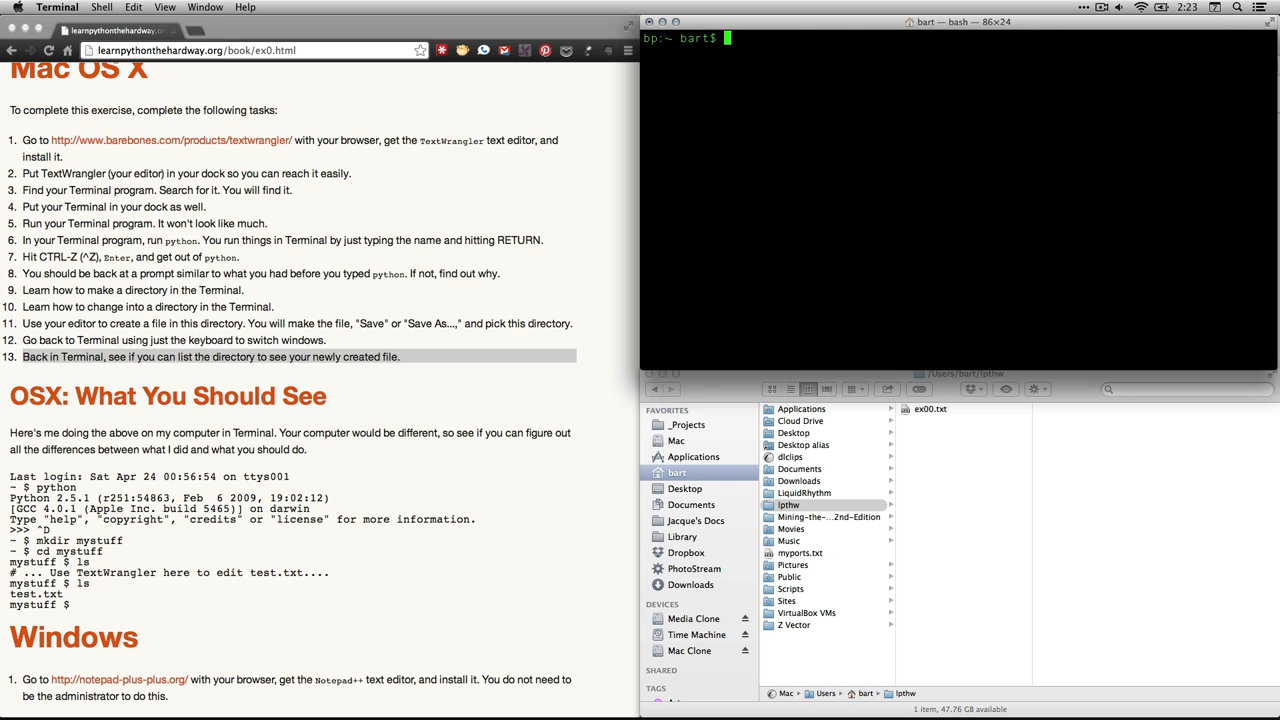 Terminal Shell Edit View Window Help 2:23 7
learnpythonthehardway.org
learnpythonthehardway.org/book/ex0.html
Mac OS X
To complete this exercise, complete the following tasks:
1. Go to http://www.barebones.com/products/textwrangler/ with your browser, get the TextWrangler text editor, and
install it.
2. Put TextWrangler (your editor) in your dock so you can reach it easily.
3. Find your Terminal program. Search for it. You will find it.
4. Put your Terminal in your dock as well.
5. Run your Terminal program. It won't look like much.
6. In your Terminal program, run python. You run things in Terminal by just typing the name and hitting RETURN.
7. Hit CTRL-Z (^Z), Enter, and get out of python.
8. You should be back at a prompt similar to what you had before you typed python. If not, find out why.
9. Learn how to make a directory in the Terminal.
10. Learn how to change into a directory in the Terminal.
11. Use your editor to create a file in this directory. You will make the file, "Save" or "Save As...," and pick this directory.
12. Go back to Terminal using just the keyboard to switch windows.
13. Back in Terminal, see if you can list the directory to see your newly created file.
OSX: What You Should See
Here's me doing the above on my computer in Terminal. Your computer would be different, so see if you can figure out
all the differences between what I did and what you should do.
Last login: Sat Apr 24 00:56:54 on ttys001
~ $ python
Python 2.5.1 (r251:54863, Feb  6 2009, 19:02:12)
[GCC 4.0.1 (Apple Inc. build 5465)] on darwin
Type "help", "copyright", "credits" or "license" for more information.
>>> ^D
~ $ mkdir mystuff
~ $ cd mystuff
mystuff $ ls
# ... Use TextWrangler here to edit test.txt....
mystuff $ ls
test.txt
mystuff $
Windows
1. Go to http://notepad-plus-plus.org/ with your browser, get the Notepad++ text editor, and install it. You do not need to
be the administrator to do this.
bart — bash — 86×24
bp:~ bart$
/Users/bart/lpthw
FAVORITES
_Projects
Mac
Applications
bart
Desktop
Documents
Jacque's Docs
Library
Dropbox
PhotoStream
Downloads
DEVICES
Media Clone
Time Machine
Mac Clone
SHARED
TAGS
Applications
Cloud Drive
Desktop
Desktop alias
dlclips
Documents
Downloads
LiquidRhythm
lpthw
Mining-the-...2nd-Edition
Movies
Music
myports.txt
Pictures
Public
Scripts
Sites
VirtualBox VMs
Z Vector
ex00.txt
Mac Users bart lpthw
1 item, 47.76 GB available